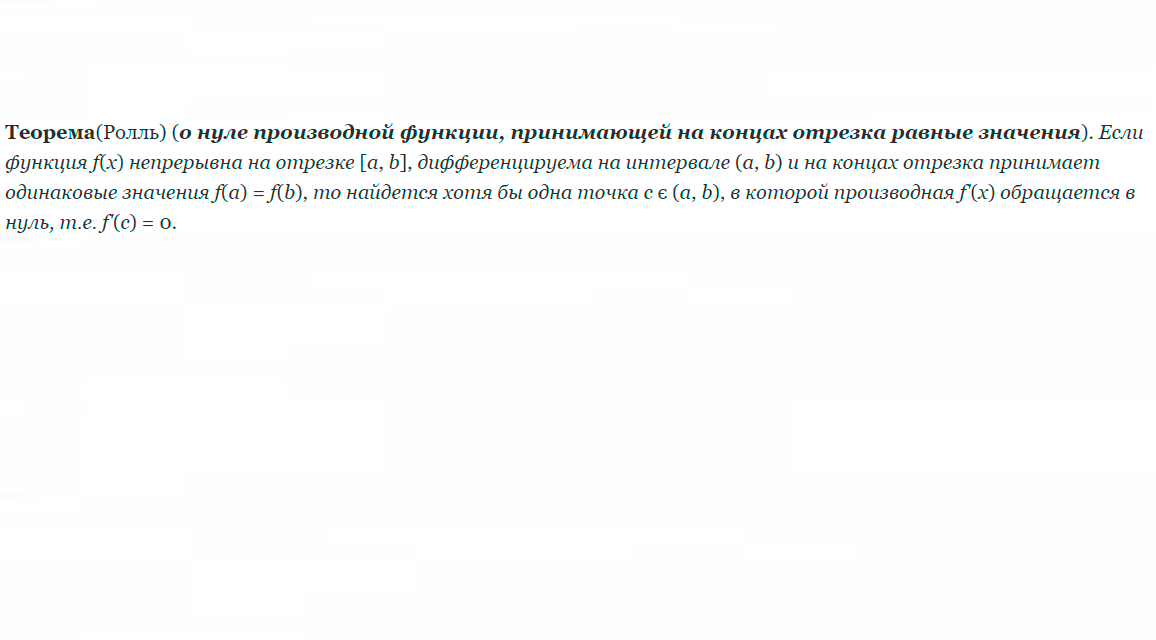 Теорема(Ролль) (о нуле производной функции, принимающей на концах отрезка равные значения). Если
функция f(x) непрерывна на отрезке [a, b], дифференцируема на интервале (a, b) и на концах отрезка принимает
одинаковые значения f(a) = f(b), то найдется хотя бы одна точка c є (a, b), в которой производная f'(x) обращается в
нуль, т.е. f'(c) = 0.